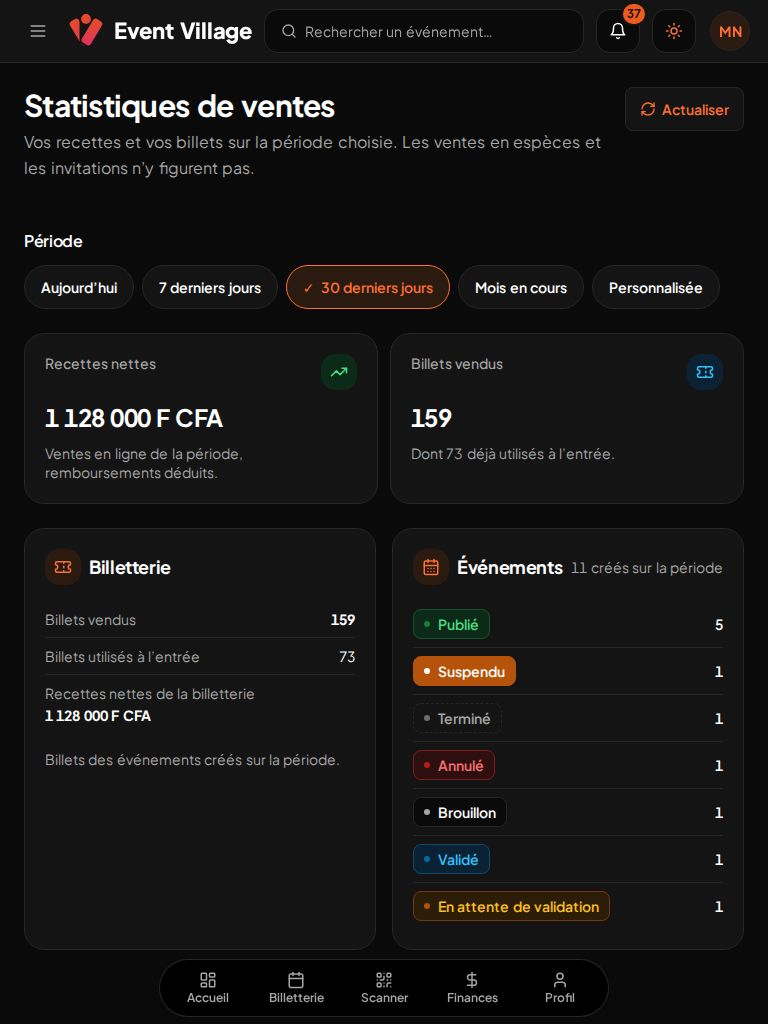 Event Village
Rechercher un événement…
37
MN
Statistiques de ventes
Actualiser
Vos recettes et vos billets sur la période choisie. Les ventes en espèces et
les invitations n’y figurent pas.
Période
Aujourd’hui
7 derniers jours
✓ 30 derniers jours
Mois en cours
Personnalisée
Recettes nettes
1 128 000 F CFA
Ventes en ligne de la période,
remboursements déduits.
Billets vendus
159
Dont 73 déjà utilisés à l’entrée.
Billetterie
Billets vendus 159
Billets utilisés à l’entrée 73
Recettes nettes de la billetterie
1 128 000 F CFA
Billets des événements créés sur la période.
Événements 11 créés sur la période
Publié 5
Suspendu 1
Terminé 1
Annulé 1
Brouillon 1
Validé 1
En attente de validation 1
Accueil
Billetterie
Scanner
Finances
Profil